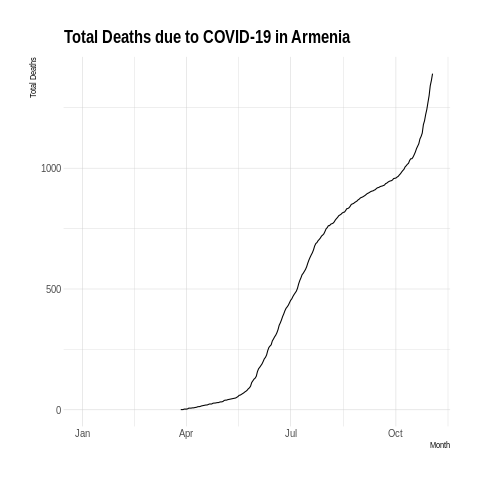 Total Deaths due to COVID-19 in Armenia
Total Deaths
1000
500
0
Jan Apr Jul Oct
Month